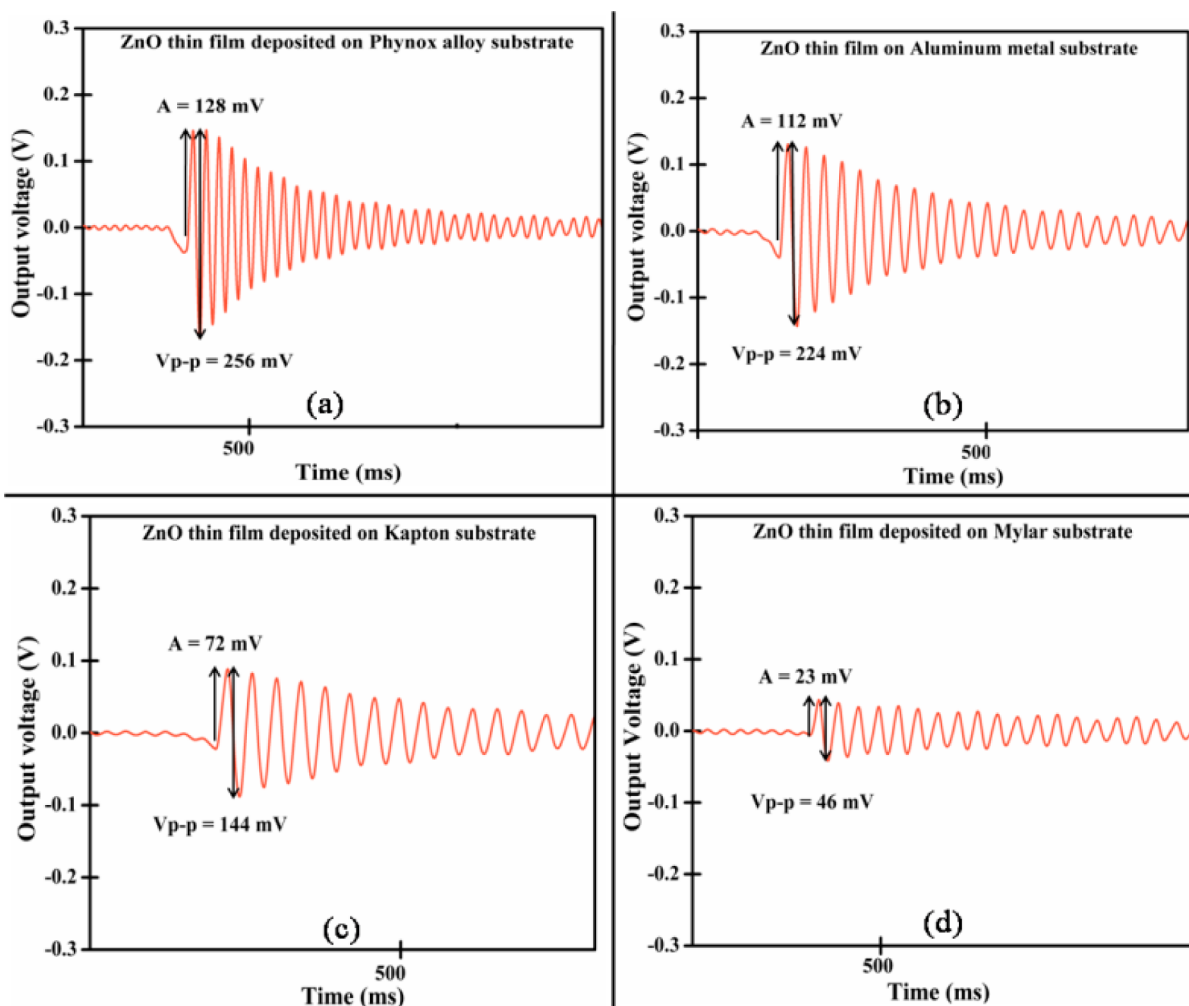 ZnO thin film deposited on Phynox alloy substrate
A = 128 mV
Vp-p = 256 mV
(a)
Output voltage (V)
0.3
0.2
0.1
0.0
-0.1
-0.2
-0.3
500
Time (ms)
ZnO thin film on Aluminum metal substrate
A = 112 mV
Vp-p = 224 mV
(b)
Output voltage (V)
0.3
0.2
0.1
0.0
-0.1
-0.2
-0.3
500
Time (ms)
ZnO thin film deposited on Kapton substrate
A = 72 mV
Vp-p = 144 mV
(c)
Output voltage (V)
0.3
0.2
0.1
0.0
-0.1
-0.2
-0.3
500
Time (ms)
ZnO thin film deposited on Mylar substrate
A = 23 mV
Vp-p = 46 mV
(d)
Output Voltage (V)
0.3
0.2
0.1
0.0
-0.1
-0.2
-0.3
500
Time (ms)